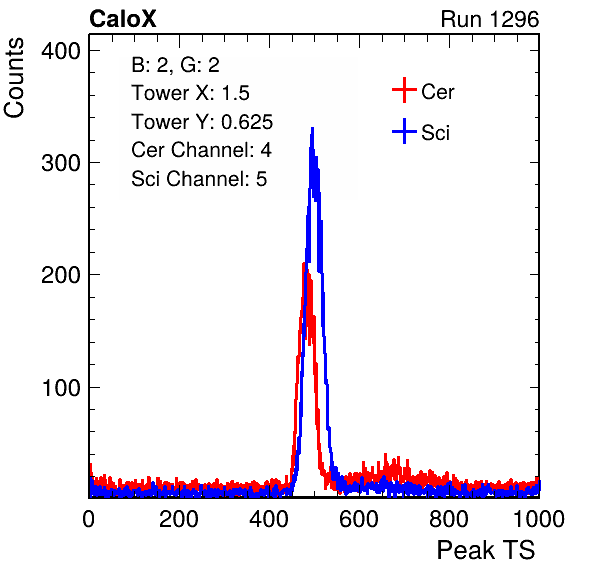 CaloX Run 1296
Counts
400
300
200
100
B: 2, G: 2
Tower X: 1.5
Tower Y: 0.625
Cer Channel: 4
Sci Channel: 5
Cer
Sci
0 200 400 600 800 1000
Peak TS